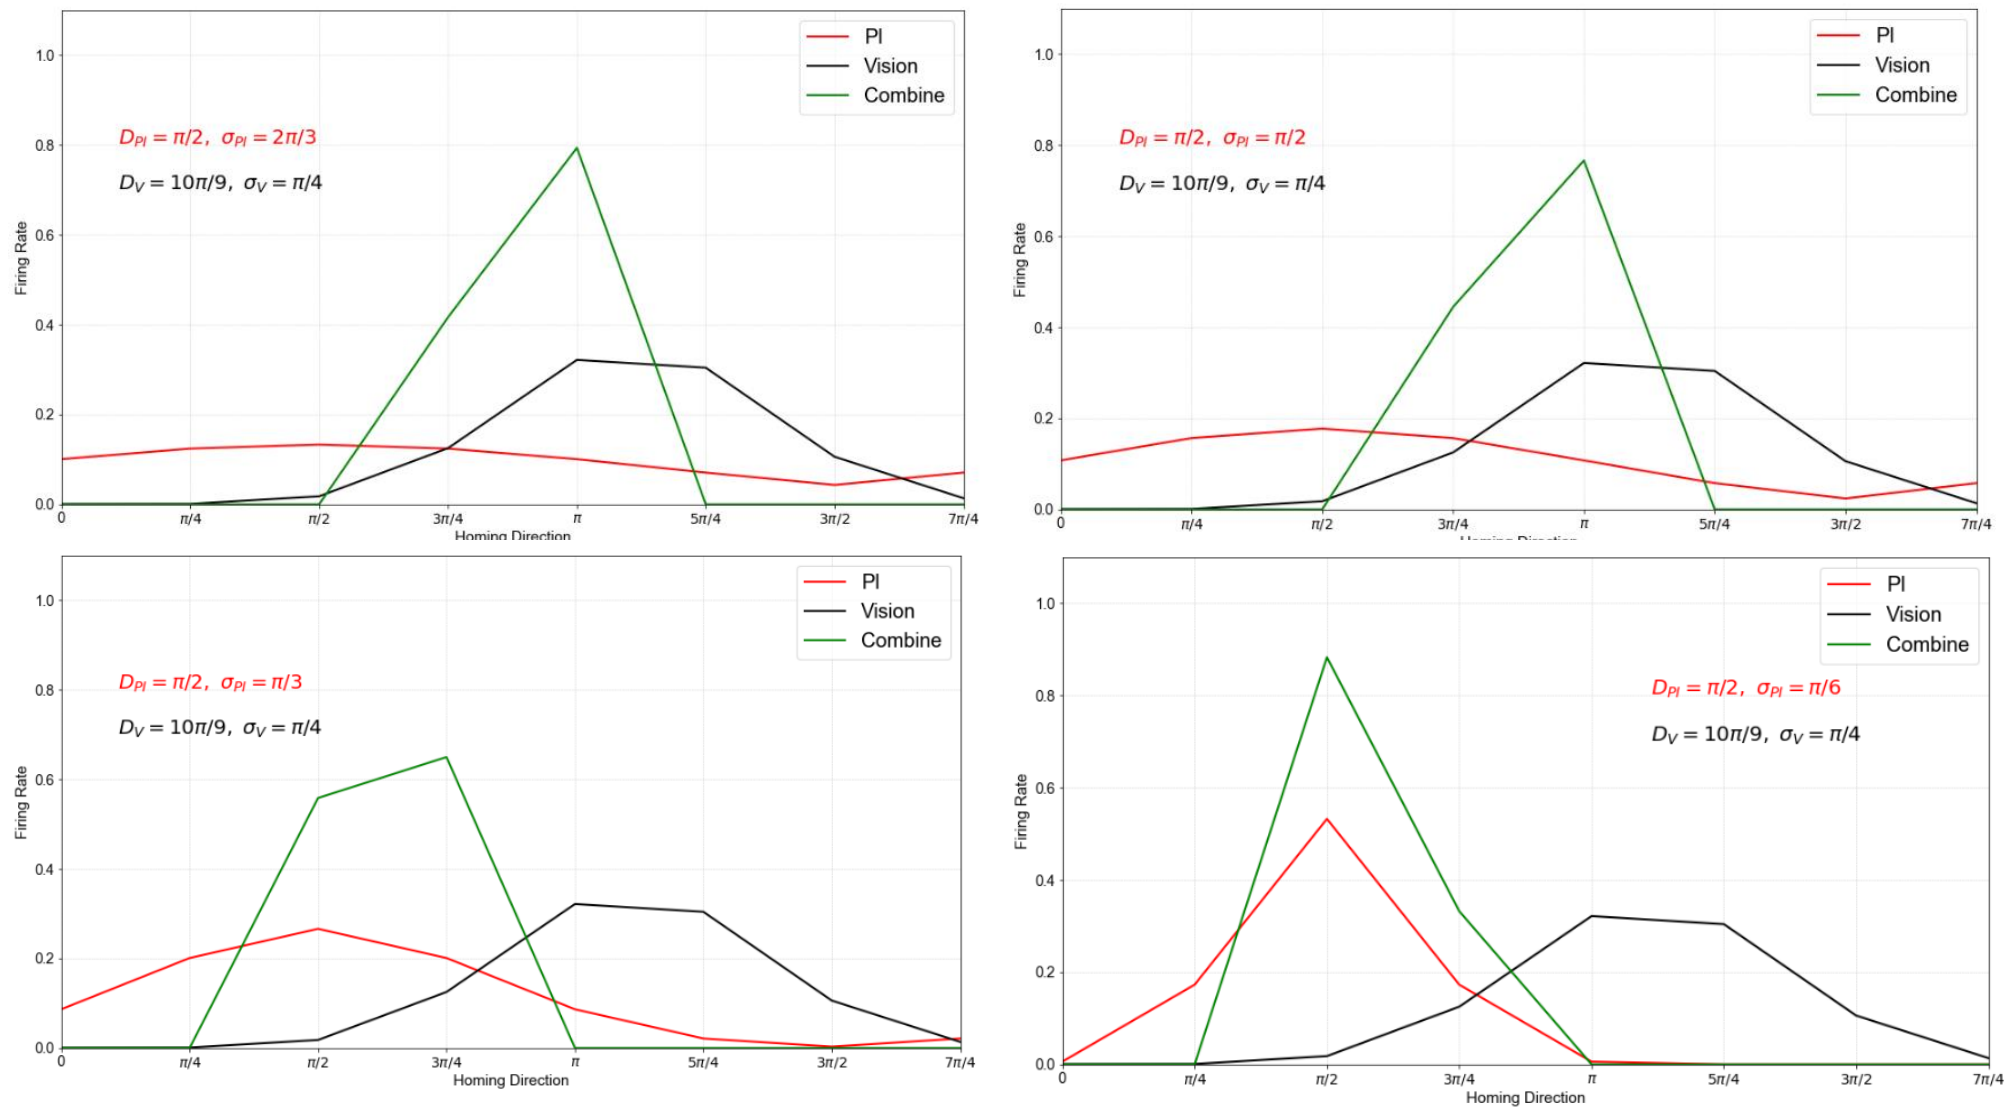 PI
Vision
Combine
D_PI = π/2, σ_PI = 2π/3
D_V = 10π/9, σ_V = π/4
Firing Rate
1.0
0.8
0.6
0.4
0.2
0.0
0 π/4 π/2 3π/4 π 5π/4 3π/2 7π/4
Homing Direction
PI
Vision
Combine
D_PI = π/2, σ_PI = π/2
D_V = 10π/9, σ_V = π/4
Firing Rate
1.0
0.8
0.6
0.4
0.2
0.0
0 π/4 π/2 3π/4 π 5π/4 3π/2 7π/4
Homing Direction
PI
Vision
Combine
D_PI = π/2, σ_PI = π/3
D_V = 10π/9, σ_V = π/4
Firing Rate
1.0
0.8
0.6
0.4
0.2
0.0
0 π/4 π/2 3π/4 π 5π/4 3π/2 7π/4
Homing Direction
PI
Vision
Combine
D_PI = π/2, σ_PI = π/6
D_V = 10π/9, σ_V = π/4
Firing Rate
1.0
0.8
0.6
0.4
0.2
0.0
0 π/4 π/2 3π/4 π 5π/4 3π/2 7π/4
Homing Direction